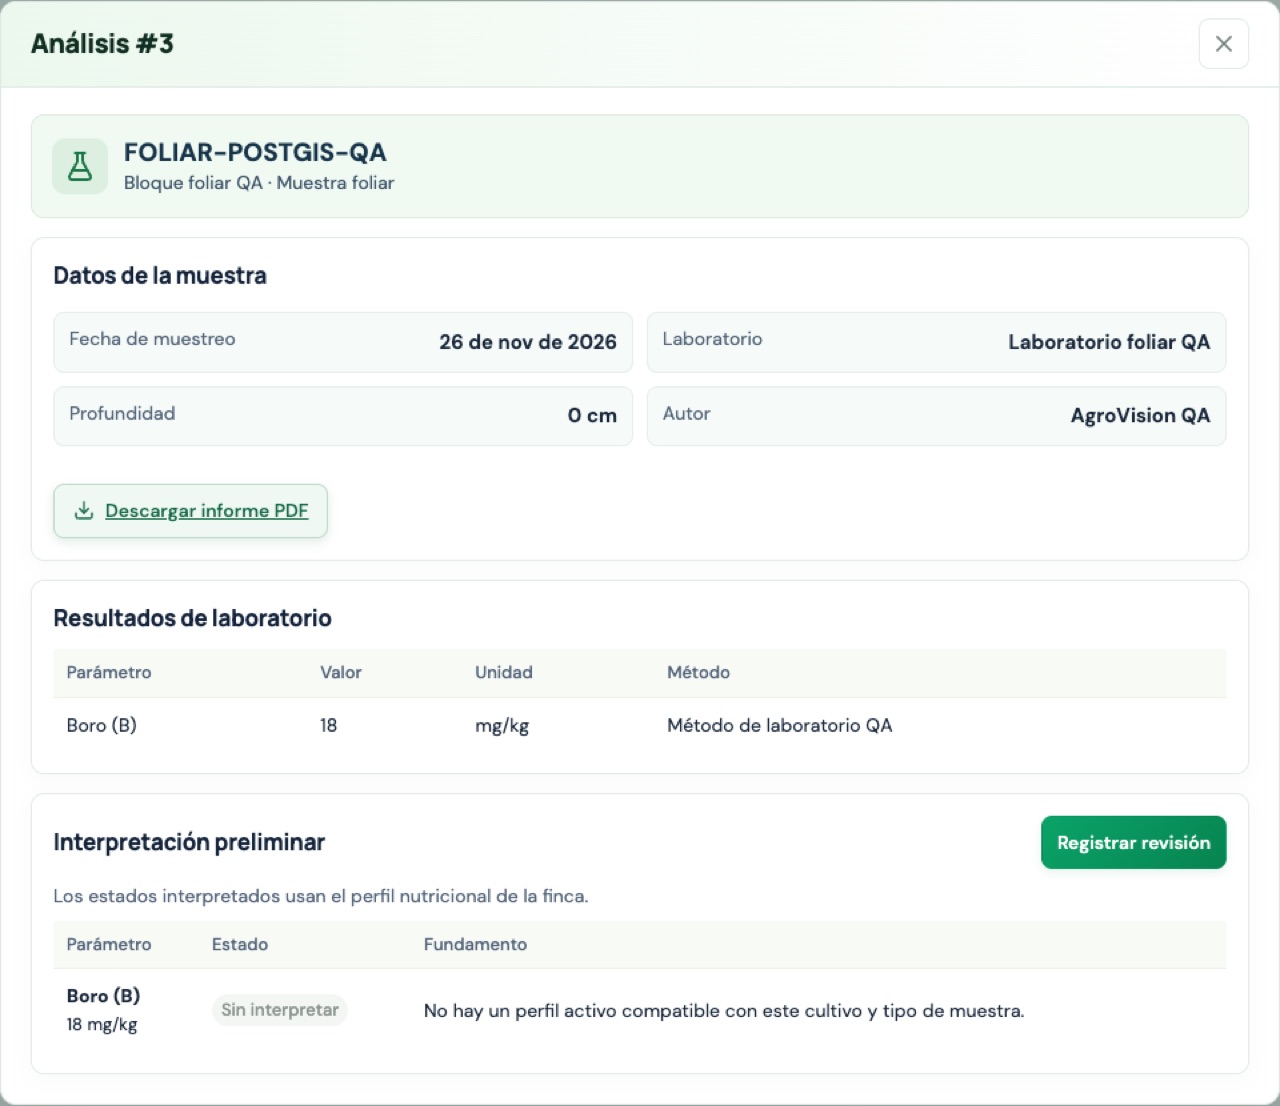 Análisis #3
FOLIAR-POSTGIS-QA
Bloque foliar QA · Muestra foliar
Datos de la muestra
Fecha de muestreo 26 de nov de 2026
Laboratorio Laboratorio foliar QA
Profundidad 0 cm
Autor AgroVision QA
Descargar informe PDF
Resultados de laboratorio
Parámetro Valor Unidad Método
Boro (B) 18 mg/kg Método de laboratorio QA
Interpretación preliminar
Registrar revisión
Los estados interpretados usan el perfil nutricional de la finca.
Parámetro Estado Fundamento
Boro (B)
18 mg/kg
Sin interpretar
No hay un perfil activo compatible con este cultivo y tipo de muestra.